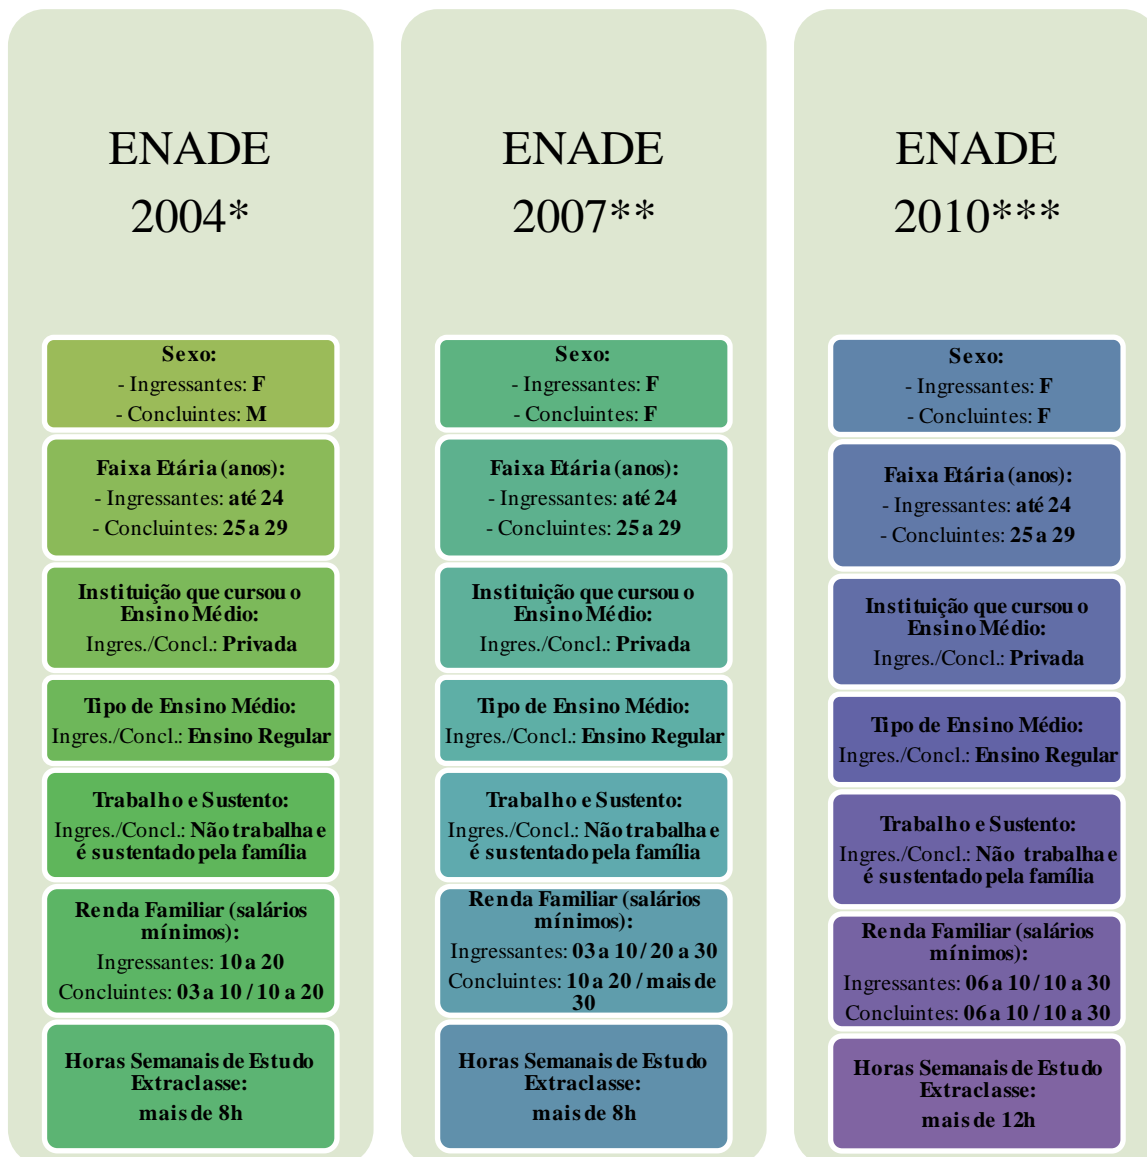 ENADE
2004*
Sexo:
- Ingressantes: F
- Concluintes: M
Faixa Etária (anos):
- Ingressantes: até 24
- Concluintes: 25 a 29
Instituição que cursou o
Ensino Médio:
Ingres./Concl.: Privada
Tipo de Ensino Médio:
Ingres./Concl.: Ensino Regular
Trabalho e Sustento:
Ingres./Concl.: Não trabalha e
é sustentado pela família
Renda Familiar (salários
mínimos):
Ingressantes: 10 a 20
Concluintes: 03 a 10 / 10 a 20
Horas Semanais de Estudo
Extraclasse:
mais de 8h
ENADE
2007**
Sexo:
- Ingressantes: F
- Concluintes: F
Faixa Etária (anos):
- Ingressantes: até 24
- Concluintes: 25 a 29
Instituição que cursou o
Ensino Médio:
Ingres./Concl.: Privada
Tipo de Ensino Médio:
Ingres./Concl.: Ensino Regular
Trabalho e Sustento:
Ingres./Concl.: Não trabalha e
é sustentado pela família
Renda Familiar (salários
mínimos):
Ingressantes: 03 a 10 / 20 a 30
Concluintes: 10 a 20 / mais de
30
Horas Semanais de Estudo
Extraclasse:
mais de 8h
ENADE
2010***
Sexo:
- Ingressantes: F
- Concluintes: F
Faixa Etária (anos):
- Ingressantes: até 24
- Concluintes: 25 a 29
Instituição que cursou o
Ensino Médio:
Ingres./Concl.: Privada
Tipo de Ensino Médio:
Ingres./Concl.: Ensino Regular
Trabalho e Sustento:
Ingres./Concl.: Não trabalha e
é sustentado pela família
Renda Familiar (salários
mínimos):
Ingressantes: 06 a 10 / 10 a 30
Concluintes: 06 a 10 / 10 a 30
Horas Semanais de Estudo
Extraclasse:
mais de 12h